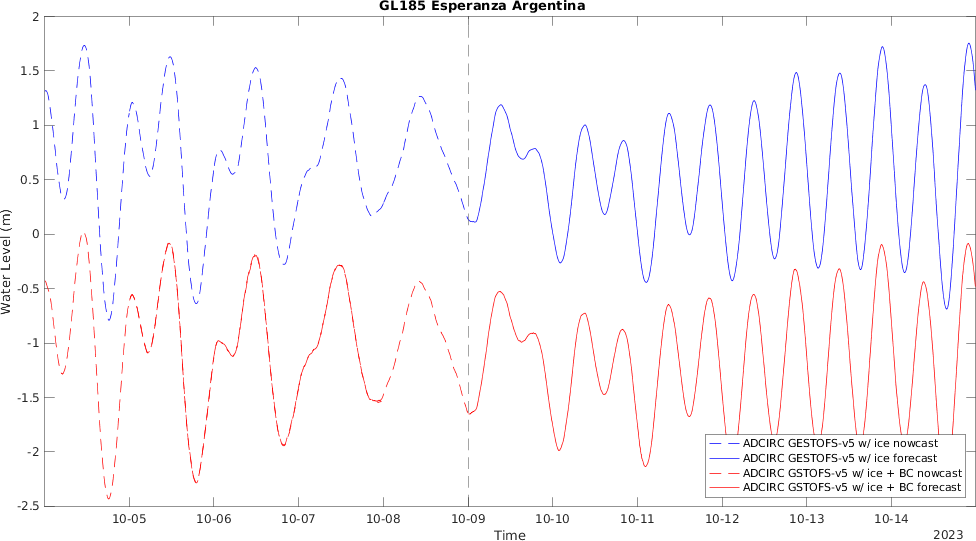 GL185 Esperanza Argentina
2
1.5
1
0.5
0
-0.5
-1
-1.5
-2
-2.5
Water Level (m)
ADCIRC GESTOFS-v5 w/ ice nowcast
ADCIRC GESTOFS-v5 w/ ice forecast
ADCIRC GSTOFS-v5 w/ ice + BC nowcast
ADCIRC GSTOFS-v5 w/ ice + BC forecast
10-05 10-06 10-07 10-08 10-09 10-10 10-11 10-12 10-13 10-14
Time
2023